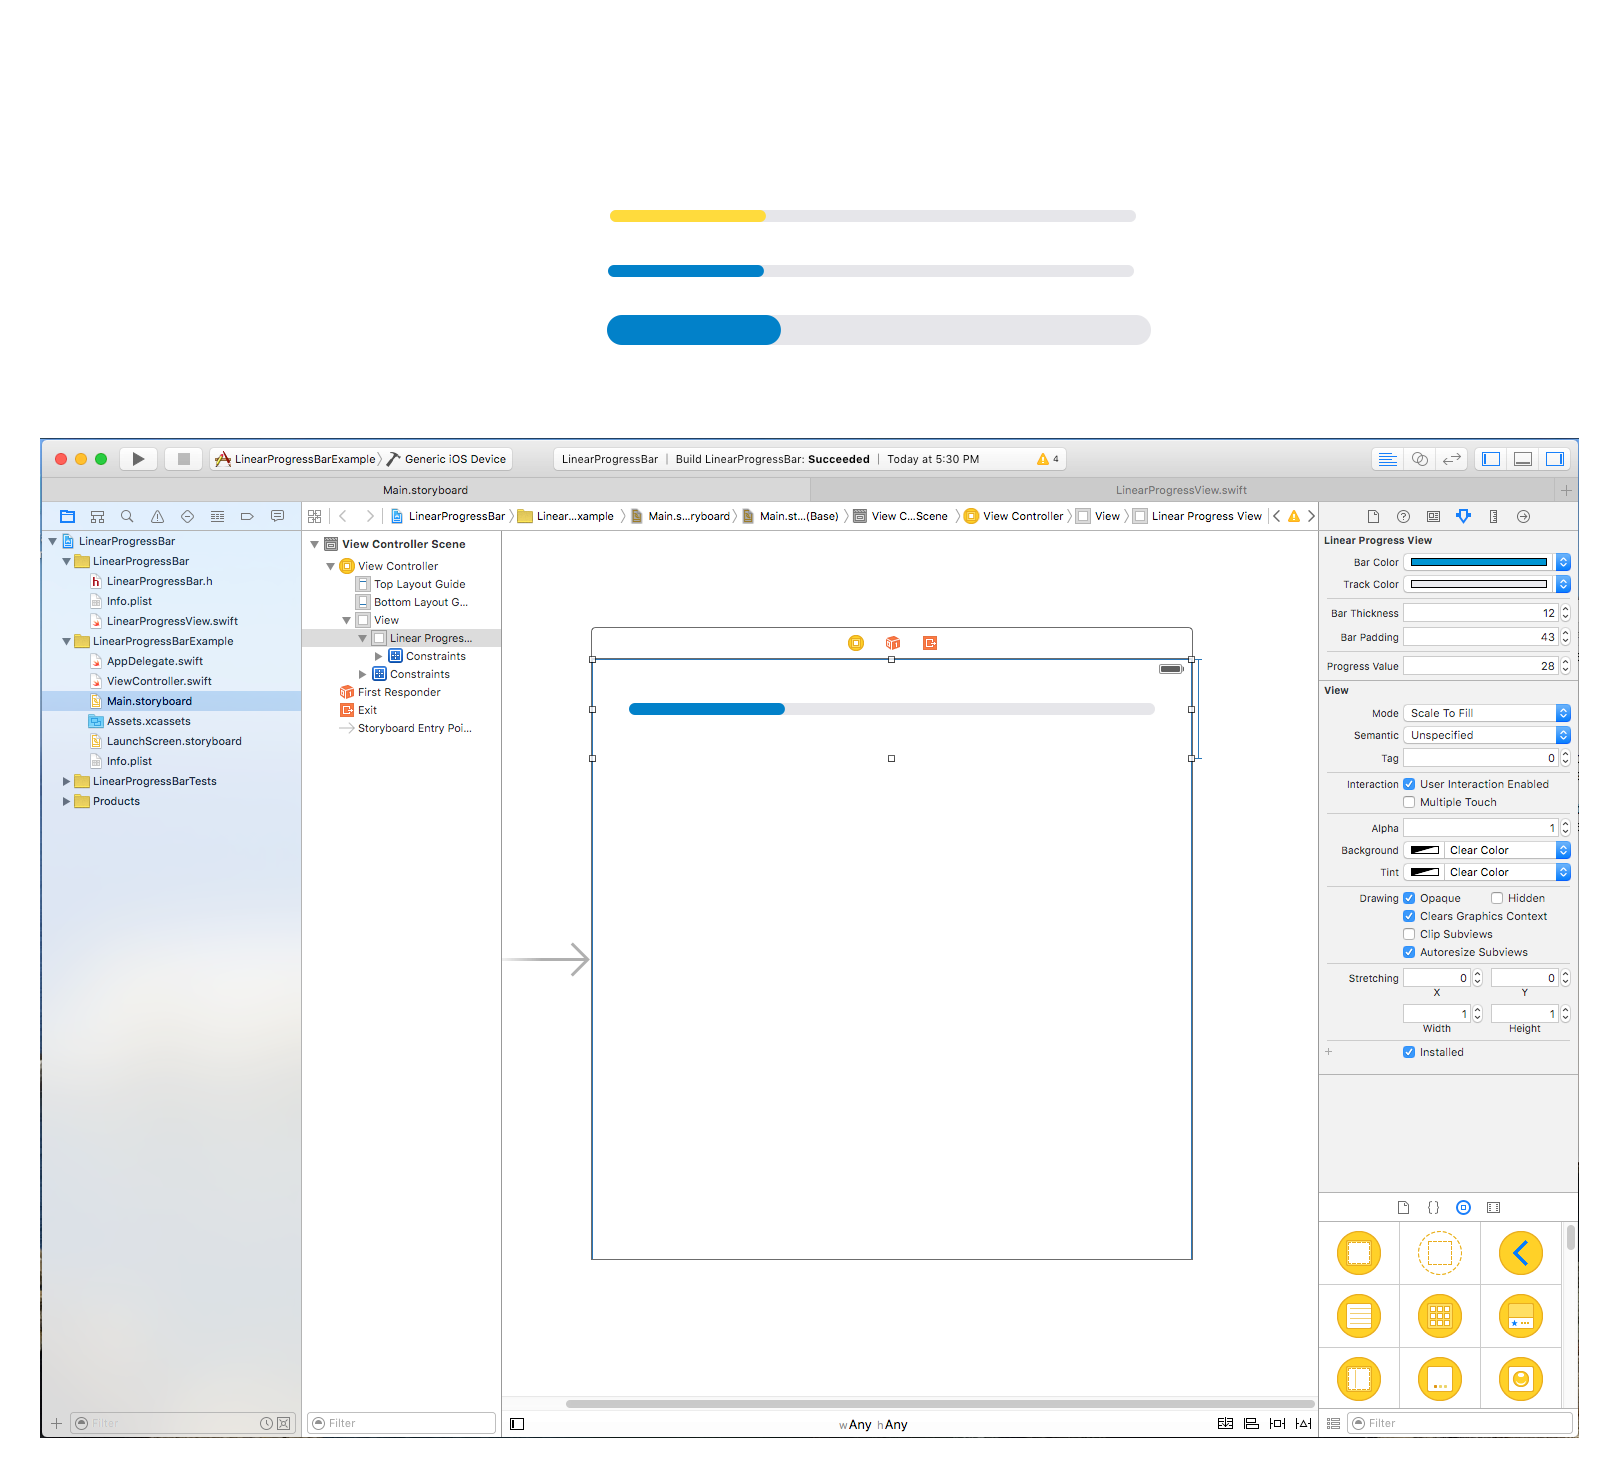 LinearProgressBarExample Generic iOS Device
LinearProgressBar | Build LinearProgressBar: Succeeded | Today at 5:30 PM 4
Main.storyboard LinearProgressView.swift
LinearProgressBar Linear...xample Main.s...ryboard Main.st...(Base) View C...Scene View Controller View Linear Progress View
LinearProgressBar
LinearProgressBar
h LinearProgressBar.h
Info.plist
LinearProgressView.swift
LinearProgressBarExample
AppDelegate.swift
ViewController.swift
Main.storyboard
Assets.xcassets
LaunchScreen.storyboard
Info.plist
LinearProgressBarTests
Products
Filter
View Controller Scene
View Controller
Top Layout Guide
Bottom Layout G...
View
Linear Progres...
Constraints
Constraints
First Responder
Exit
Storyboard Entry Poi...
Filter
w Any h Any
Linear Progress View
Bar Color
Track Color
Bar Thickness 12
Bar Padding 43
Progress Value 28
View
Mode Scale To Fill
Semantic Unspecified
Tag 0
Interaction User Interaction Enabled
Multiple Touch
Alpha 1
Background Clear Color
Tint Clear Color
Drawing Opaque Hidden
Clears Graphics Context
Clip Subviews
Autoresize Subviews
Stretching 0 0
X Y
1 1
Width Height
+ Installed
{ }
Filter